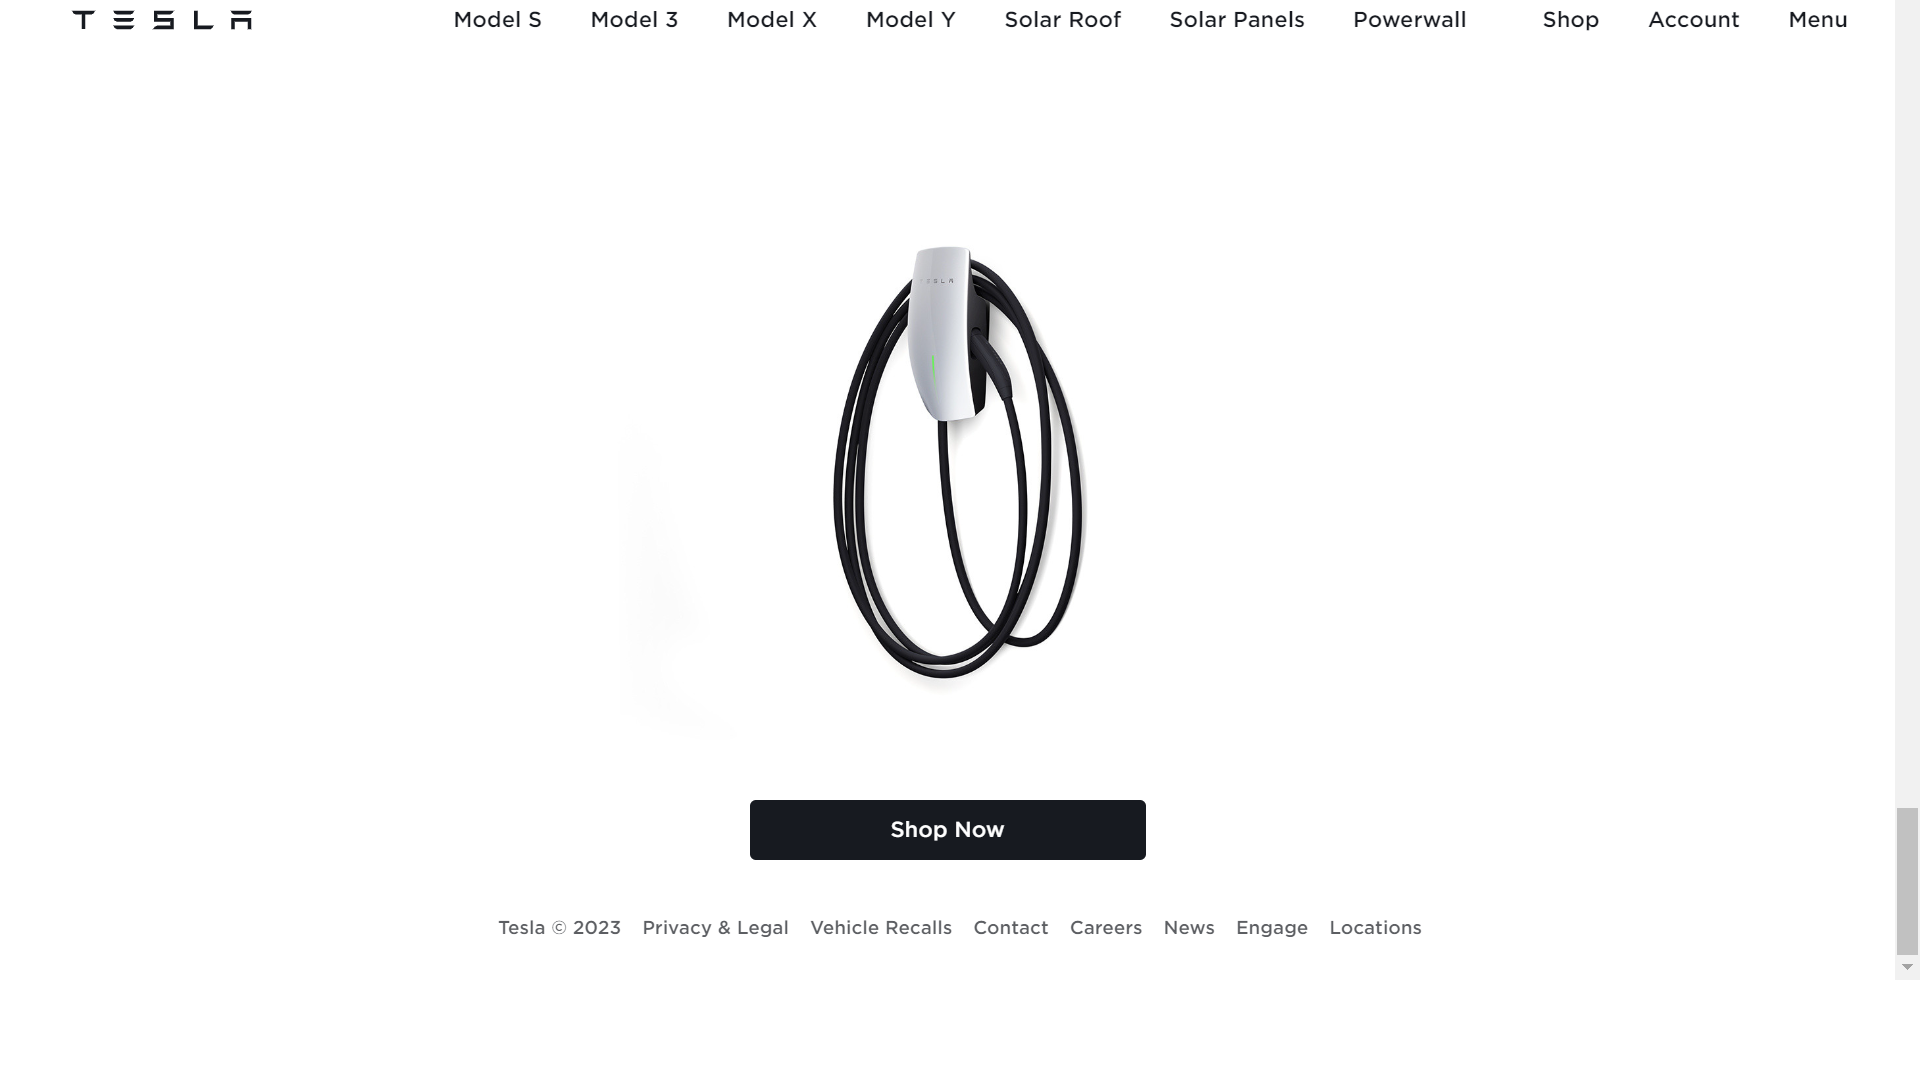 TESLA Model S Model 3 Model X Model Y Solar Roof Solar Panels Powerwall Shop Account Menu
TESLA
Shop Now
Tesla © 2023 Privacy & Legal Vehicle Recalls Contact Careers News Engage Locations